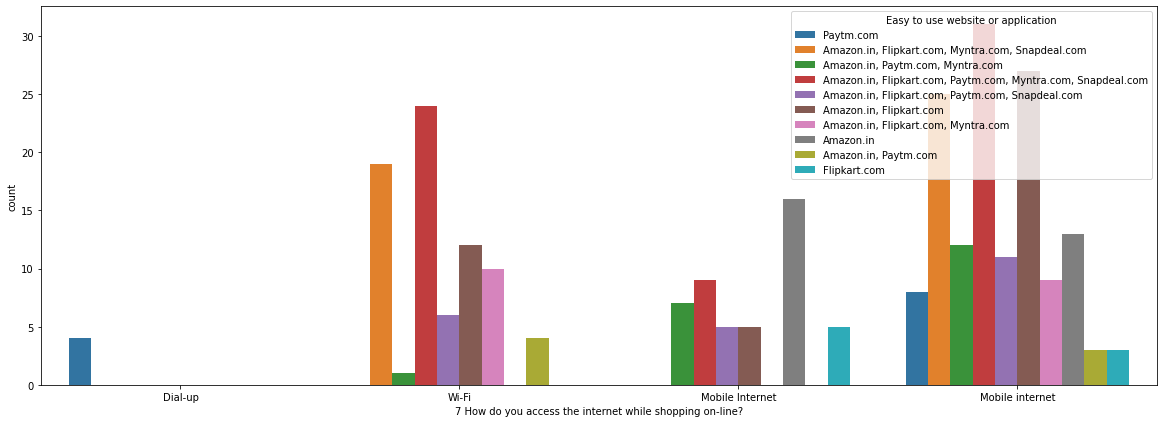 Easy to use website or application
Paytm.com
Amazon.in, Flipkart.com, Myntra.com, Snapdeal.com
Amazon.in, Paytm.com, Myntra.com
Amazon.in, Flipkart.com, Paytm.com, Myntra.com, Snapdeal.com
Amazon.in, Flipkart.com, Paytm.com, Snapdeal.com
Amazon.in, Flipkart.com
Amazon.in, Flipkart.com, Myntra.com
Amazon.in
Amazon.in, Paytm.com
Flipkart.com
30
25
20
15
10
5
0
count
Dial-up
Wi-Fi
Mobile Internet
Mobile internet
7 How do you access the internet while shopping on-line?